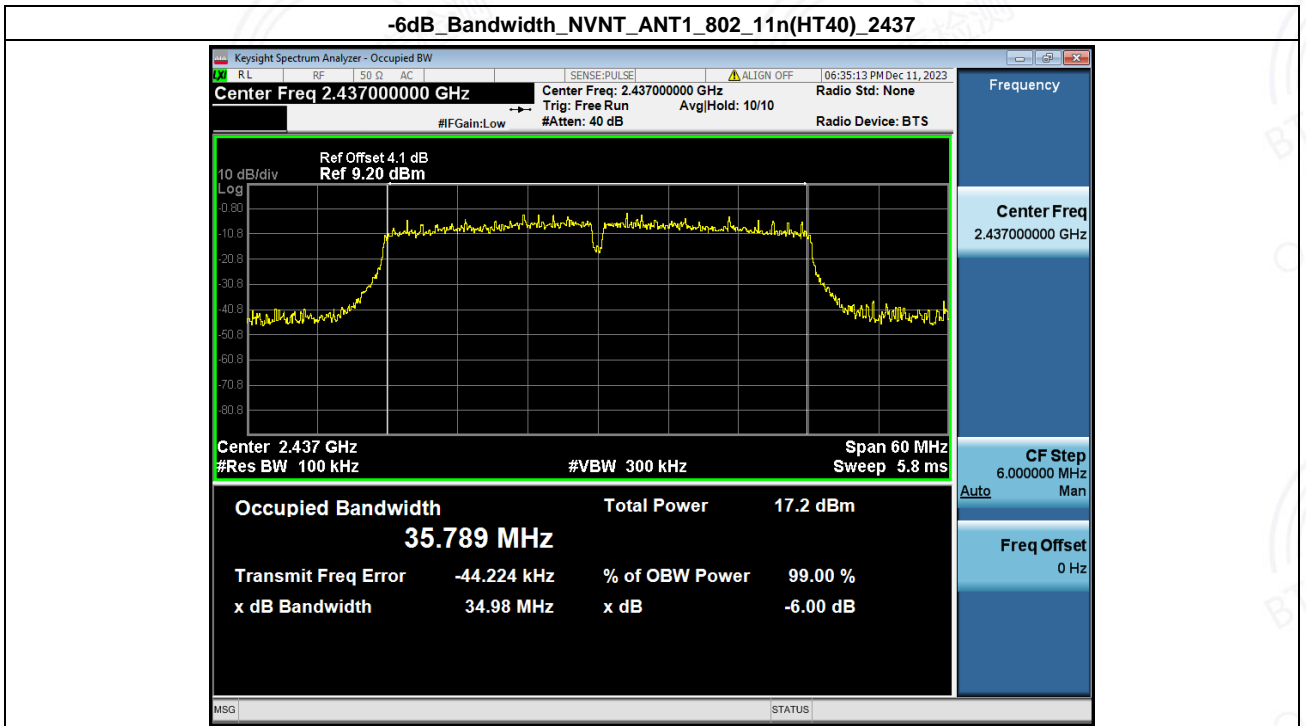 -6dB_Bandwidth_NVNT_ANT1_802_11n(HT40)_2437
Keysight Spectrum Analyzer - Occupied BW
LXI RL RF 50 Ω AC SENSE:PULSE ALIGN OFF 06:35:13 PM Dec 11, 2023
Center Freq 2.437000000 GHz
Center Freq: 2.437000000 GHz
Radio Std: None
Trig: Free Run Avg|Hold: 10/10
#IFGain:Low #Atten: 40 dB Radio Device: BTS
Ref Offset 4.1 dB
10 dB/div Ref 9.20 dBm
Log
-0.80
-10.8
-20.8
-30.8
-40.8
-50.8
-60.8
-70.8
-80.8
Center 2.437 GHz Span 60 MHz
#Res BW 100 kHz #VBW 300 kHz Sweep 5.8 ms
Occupied Bandwidth Total Power 17.2 dBm
35.789 MHz
Transmit Freq Error -44.224 kHz % of OBW Power 99.00 %
x dB Bandwidth 34.98 MHz x dB -6.00 dB
MSG STATUS
Frequency
Center Freq
2.437000000 GHz
CF Step
6.000000 MHz
Auto Man
Freq Offset
0 Hz